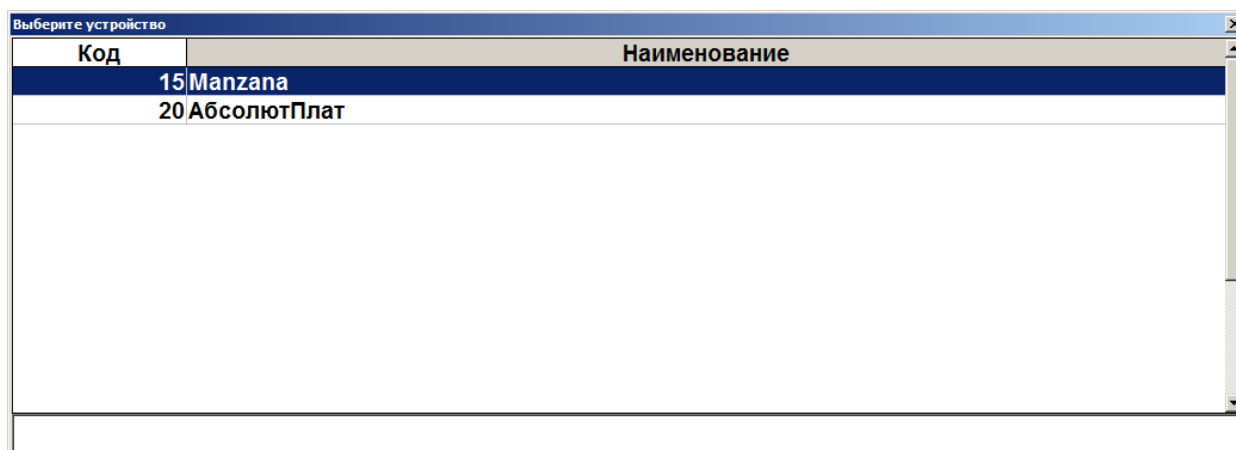 Выберите устройство
Код Наименование
15 Manzana
20 АбсолютПлат